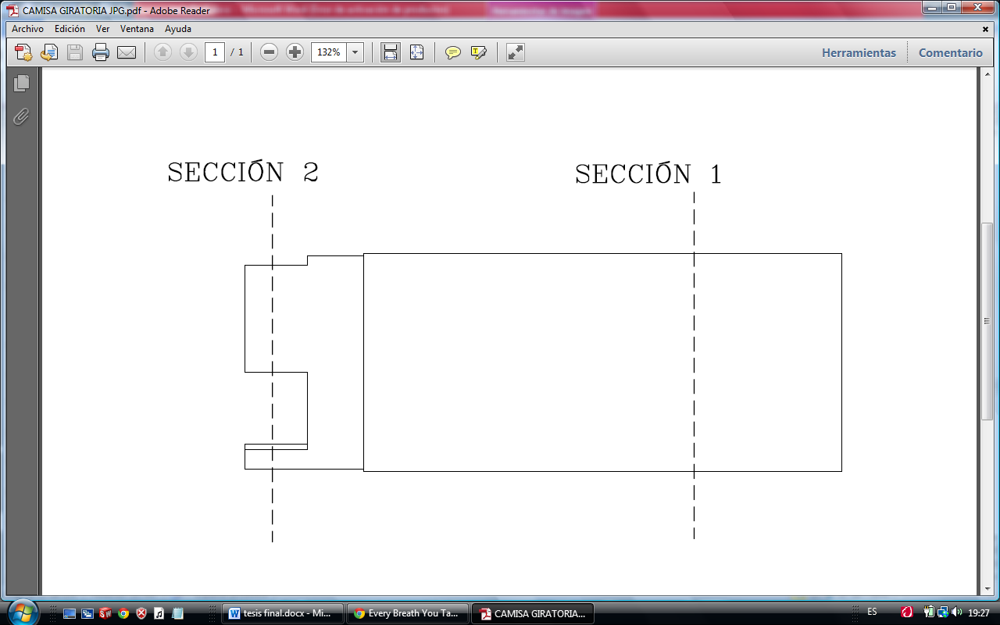 CAMISA GIRATORIA JPG.pdf - Adobe Reader
Archivo Edición Ver Ventana Ayuda
1 / 1 132% Herramientas Comentario
SECCIÓN 2 SECCIÓN 1
tesis final.docx - Mi... Every Breath You Ta... CAMISA GIRATORIA... ES 19:27